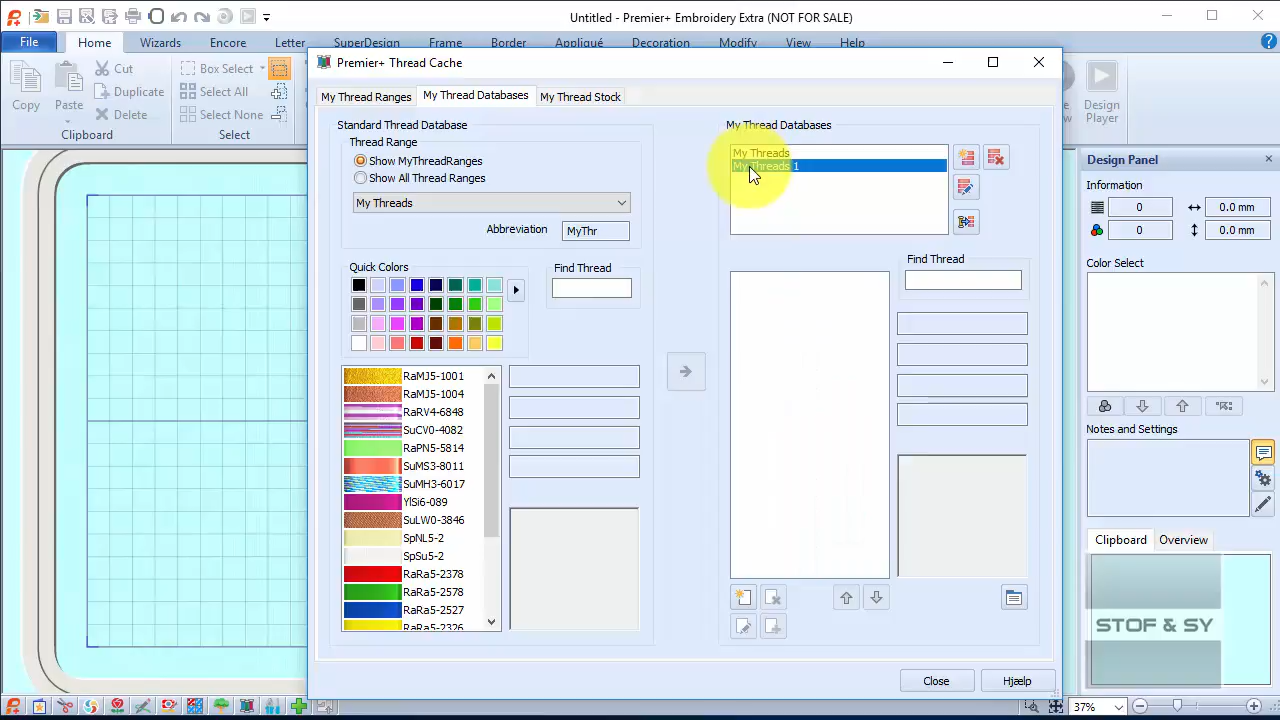 Untitled - Premier+ Embroidery Extra (NOT FOR SALE)
File Home Wizards Encore Letter SuperDesign Frame Border Appliqué Decoration Modify View Help
Copy
Paste
Cut
Duplicate
Delete
Clipboard
Box Select
Select All
Select None
Select
Design
Player
Premier+ Thread Cache
My Thread Ranges My Thread Databases My Thread Stock
Standard Thread Database
Thread Range
Show MyThreadRanges
Show All Thread Ranges
My Threads
Abbreviation MyThr
Quick Colors
Find Thread
RaMJ5-1001
RaMJ5-1004
RaRV4-6848
SuCV0-4082
RaPN5-5814
SuMS3-8011
SuMH3-6017
YlSi6-089
SuLW0-3846
SpNL5-2
SpSu5-2
RaRa5-2378
RaRa5-2578
RaRa5-2527
RaRa5-2326
My Thread Databases
My Threads
My Threads 1
Find Thread
Close Hjælp
Design Panel
Information
0 0.0 mm
0 0.0 mm
Color Select
Notes and Settings
Clipboard Overview
STOF & SY
37%